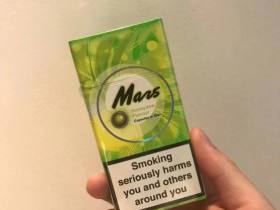 Mars
Smoking
seriously harms
you and others
around you